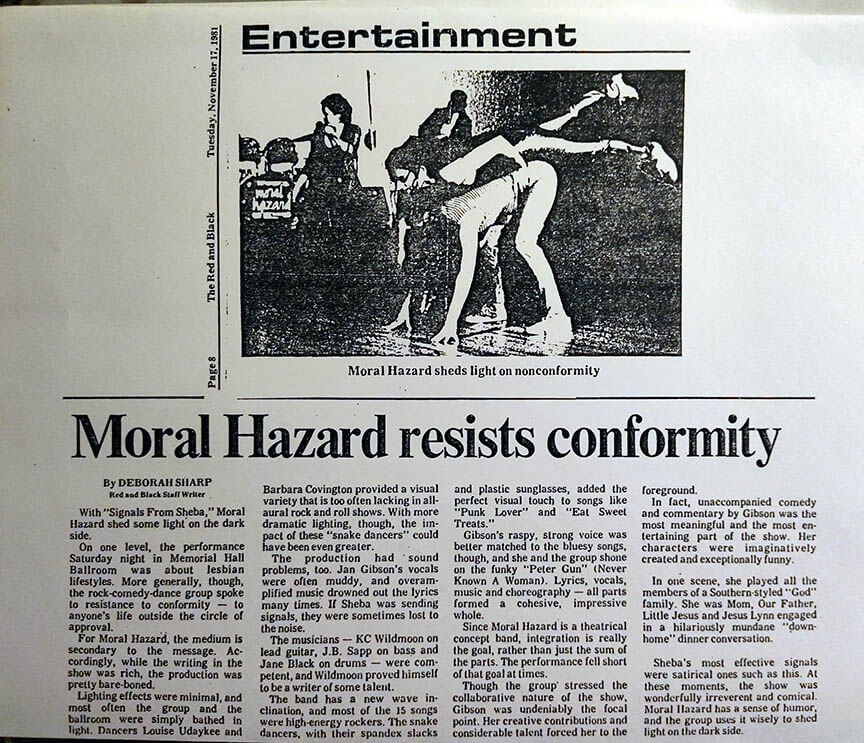 Entertainment
Page 8 The Red and Black Tuesday, November 17, 1981
moral
hazard
Moral Hazard sheds light on nonconformity
Moral Hazard resists conformity
By DEBORAH SHARP
Red and Black Staff Writer
With "Signals From Sheba," Moral
Hazard shed some light on the dark
side.
On one level, the performance
Saturday night in Memorial Hall
Ballroom was about lesbian
lifestyles. More generally, though,
the rock-comedy-dance group spoke
to resistance to conformity — to
anyone's life outside the circle of
approval.
For Moral Hazard, the medium is
secondary to the message. Ac-
cordingly, while the writing in the
show was rich, the production was
pretty bare-boned.
Lighting effects were minimal, and
most often the group and the
ballroom were simply bathed in
light. Dancers Louise Udaykee and
Barbara Covington provided a visual
variety that is too often lacking in all-
aural rock and roll shows. With more
dramatic lighting, though, the im-
pact of these "snake dancers" could
have been even greater.
The production had sound
problems, too. Jan Gibson's vocals
were often muddy, and overam-
plified music drowned out the lyrics
many times. If Sheba was sending
signals, they were sometimes lost to
the noise.
The musicians — KC Wildmoon on
lead guitar, J.B. Sapp on bass and
Jane Black on drums — were com-
petent, and Wildmoon proved himself
to be a writer of some talent.
The band has a new wave in-
clination, and most of the 15 songs
were high-energy rockers. The snake
dancers, with their spandex slacks
and plastic sunglasses, added the
perfect visual touch to songs like
"Punk Lover" and "Eat Sweet
Treats."
Gibson's raspy, strong voice was
better matched to the bluesy songs,
though, and she and the group shone
on the funky "Peter Gun" (Never
Known A Woman). Lyrics, vocals,
music and choreography — all parts
formed a cohesive, impressive
whole.
Since Moral Hazard is a theatrical
concept band, integration is really
the goal, rather than just the sum of
the parts. The performance fell short
of that goal at times.
Though the group stressed the
collaborative nature of the show,
Gibson was undeniably the focal
point. Her creative contributions and
considerable talent forced her to the
foreground.
In fact, unaccompanied comedy
and commentary by Gibson was the
most meaningful and the most en-
tertaining part of the show. Her
characters were imaginatively
created and exceptionally funny.
In one scene, she played all the
members of a Southern-styled "God"
family. She was Mom, Our Father,
Little Jesus and Jesus Lynn engaged
in a hilariously mundane "down-
home" dinner conversation.
Sheba's most effective signals
were satirical ones such as this. At
these moments, the show was
wonderfully irreverent and comical.
Moral Hazard has a sense of humor,
and the group uses it wisely to shed
light on the dark side.